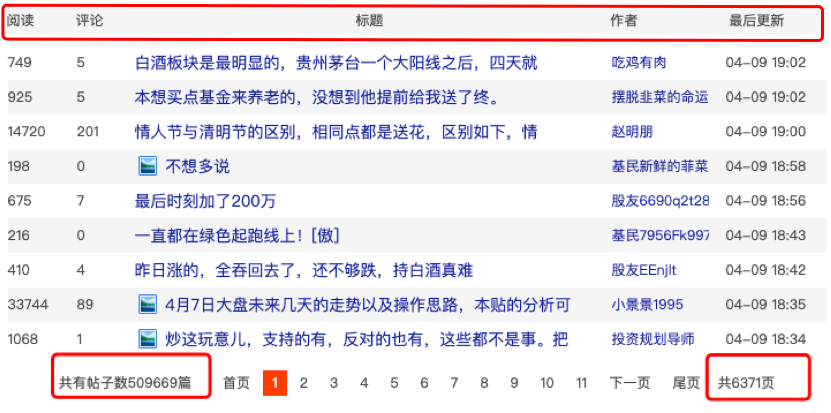 阅读 评论 标题 作者 最后更新
749 5 白酒板块是最明显的，贵州茅台一个大阳线之后，四天就 吃鸡有肉 04-09 19:02
925 5 本想买点基金来养老的，没想到他提前给我送了终。 摆脱韭菜的命运 04-09 19:02
14720 201 情人节与清明节的区别，相同点都是送花，区别如下，情 赵明朋 04-09 19:00
198 0 不想多说 基民新鲜的菲菜 04-09 18:58
675 7 最后时刻加了200万 股友6690q2t28 04-09 18:56
216 0 一直都在绿色起跑线上！[傲] 基民7956Fk997 04-09 18:43
410 4 昨日涨的，全吞回去了，还不够跌，持白酒真难 股友EEnjlt 04-09 18:42
33744 89 4月7日大盘未来几天的走势以及操作思路，本贴的分析可 小景景1995 04-09 18:35
1068 1 炒这玩意儿，支持的有，反对的也有，这些都不是事。把 投资规划导师 04-09 18:34
共有帖子数509669篇 首页 1 2 3 4 5 6 7 8 9 10 11 下一页 尾页 共6371页